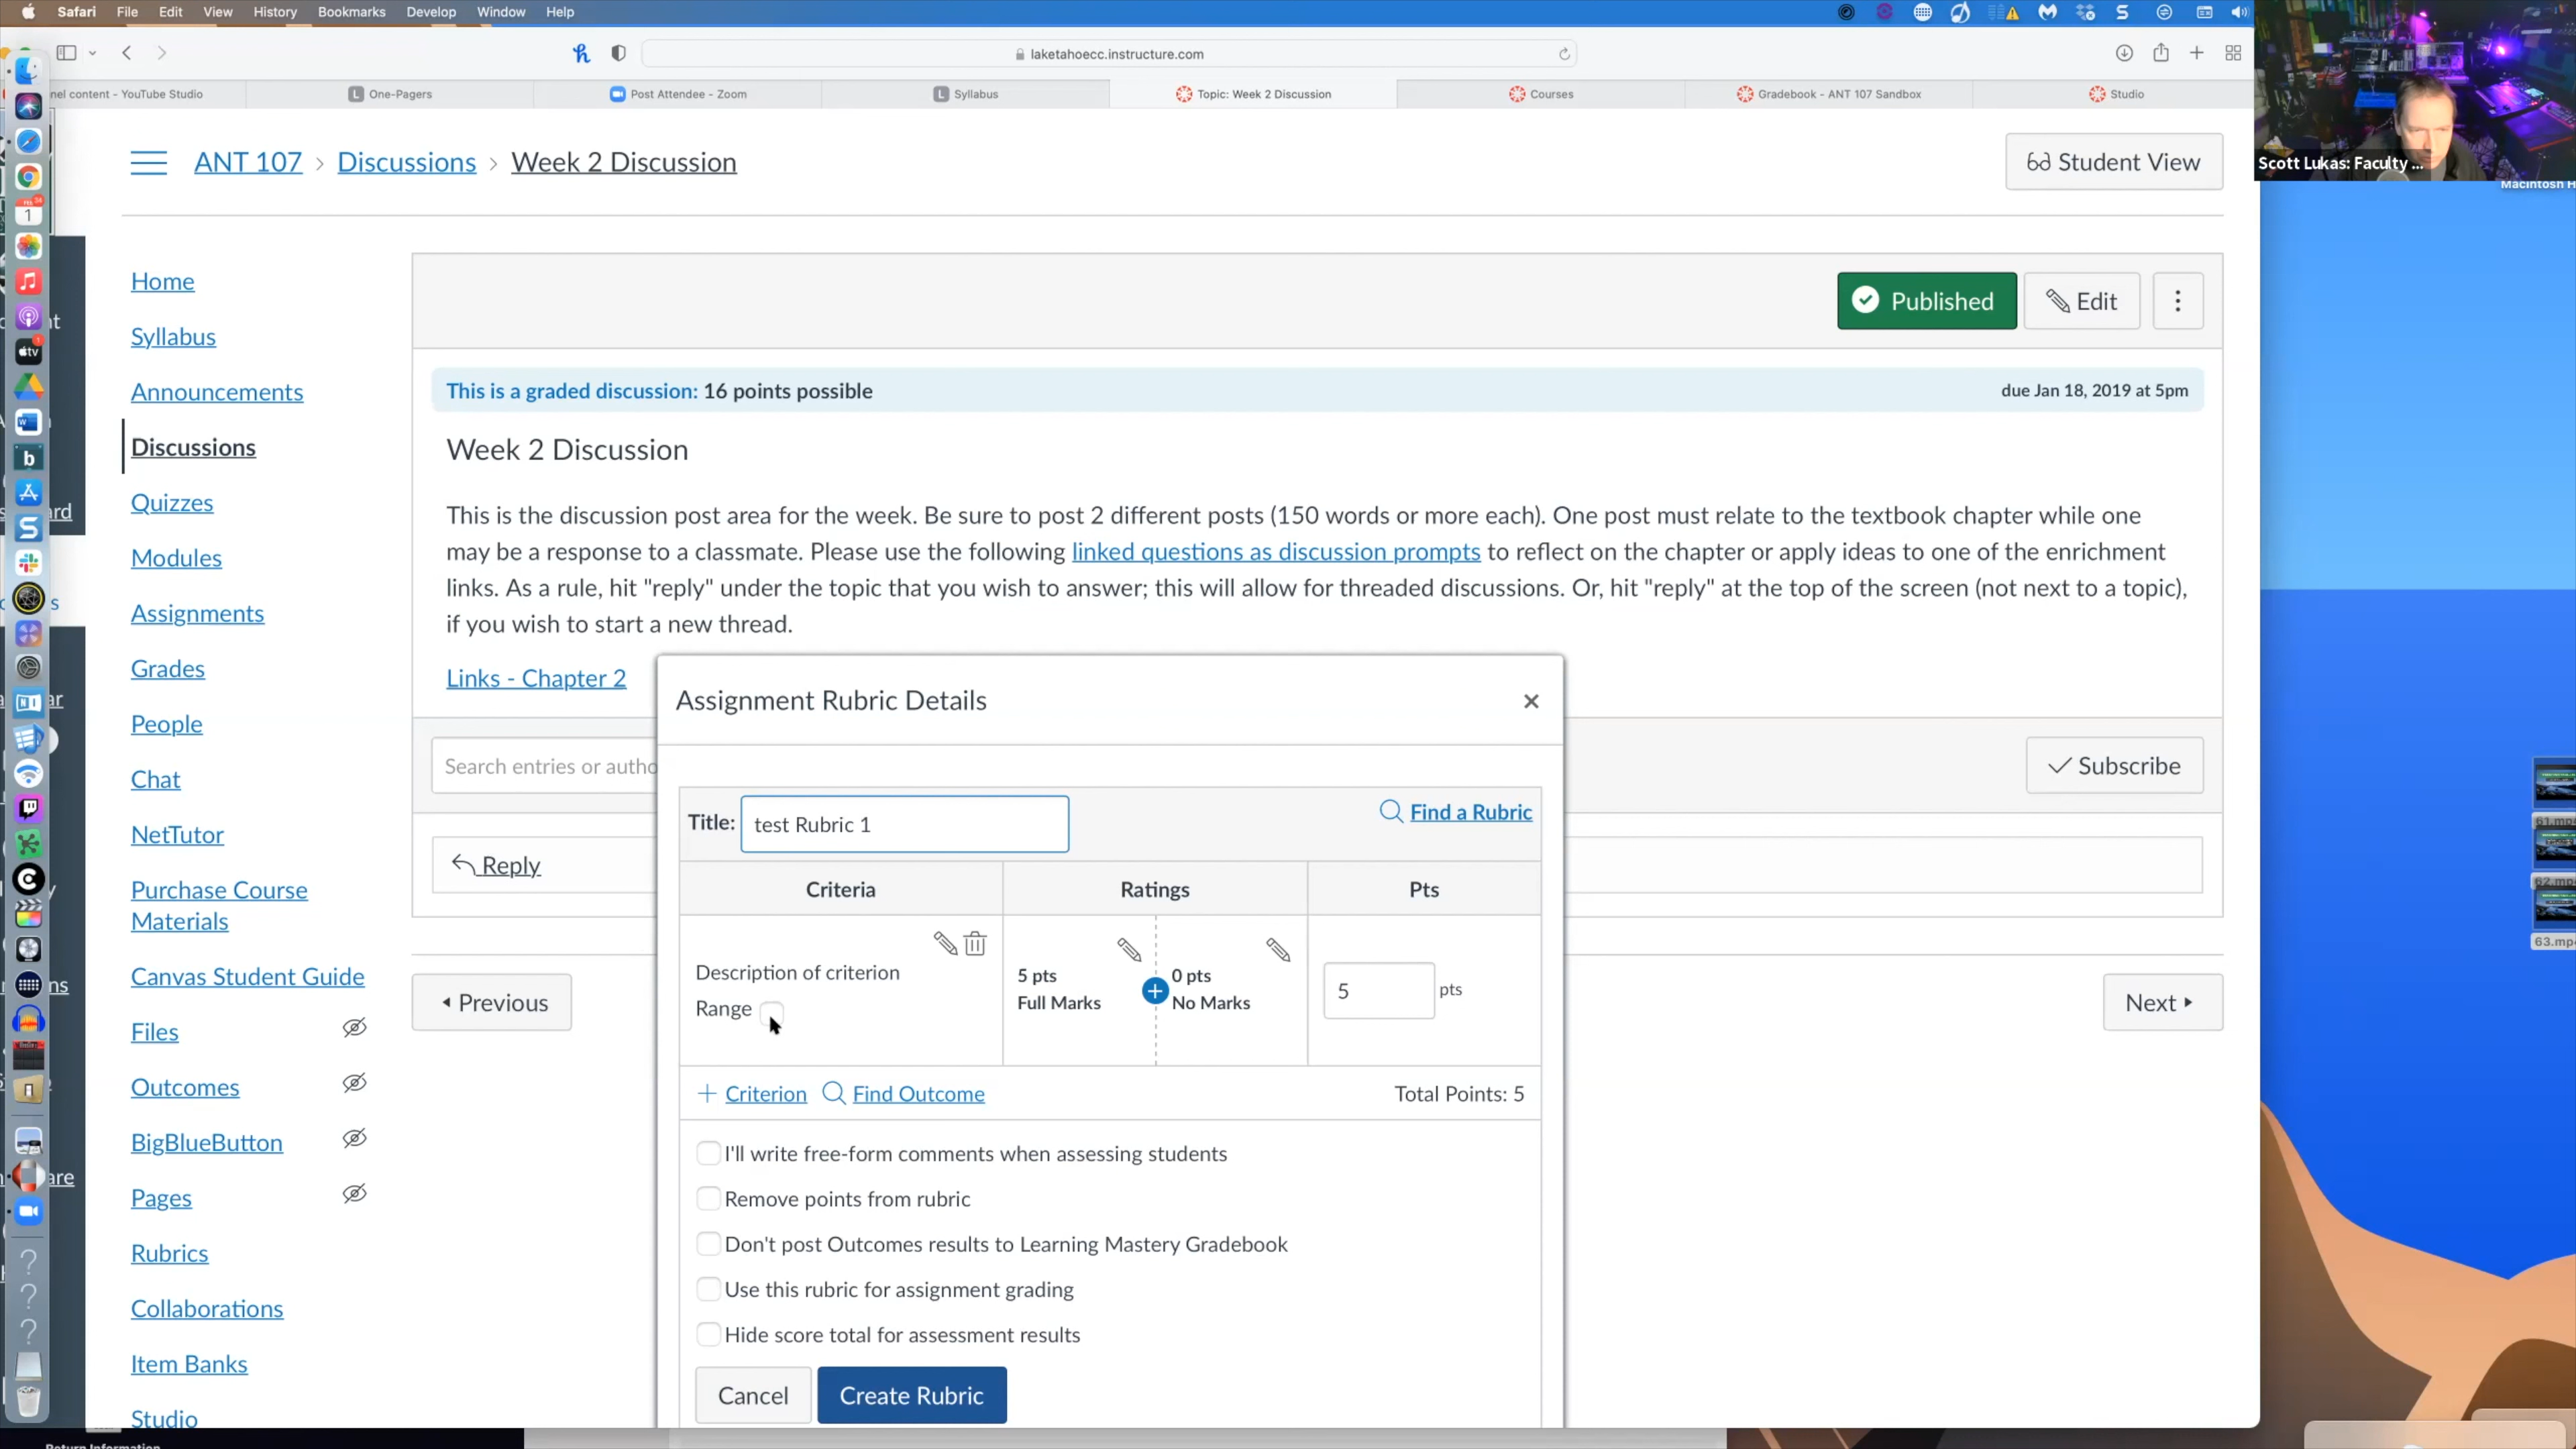 Safari File Edit View History Bookmarks Develop Window Help
laketahoecc.instructure.com
nel content - YouTube Studio
One-Pagers
Post Attendee - Zoom
Syllabus
Topic: Week 2 Discussion
Courses
Gradebook - ANT 107 Sandbox
Studio
Scott Lukas: Faculty ...
Macintosh H
ANT 107 > Discussions > Week 2 Discussion
Student View
Home
Syllabus
Announcements
Discussions
Quizzes
Modules
Assignments
Grades
People
Chat
NetTutor
Purchase Course
Materials
Canvas Student Guide
Files
Outcomes
BigBlueButton
Pages
Rubrics
Collaborations
Item Banks
Studio
Published
Edit
This is a graded discussion: 16 points possible
due Jan 18, 2019 at 5pm
Week 2 Discussion
This is the discussion post area for the week. Be sure to post 2 different posts (150 words or more each). One post must relate to the textbook chapter while one
may be a response to a classmate. Please use the following linked questions as discussion prompts to reflect on the chapter or apply ideas to one of the enrichment
links. As a rule, hit "reply" under the topic that you wish to answer; this will allow for threaded discussions. Or, hit "reply" at the top of the screen (not next to a topic),
if you wish to start a new thread.
Links - Chapter 2
Search entries or autho
Subscribe
Reply
Previous
Next
Assignment Rubric Details
Title: test Rubric 1
Find a Rubric
Criteria Ratings Pts
Description of criterion
Range
5 pts
Full Marks
0 pts
No Marks
5 pts
+ Criterion Find Outcome
Total Points: 5
I'll write free-form comments when assessing students
Remove points from rubric
Don't post Outcomes results to Learning Mastery Gradebook
Use this rubric for assignment grading
Hide score total for assessment results
Cancel Create Rubric
61.mp4
62.mp4
63.mp
Return Information